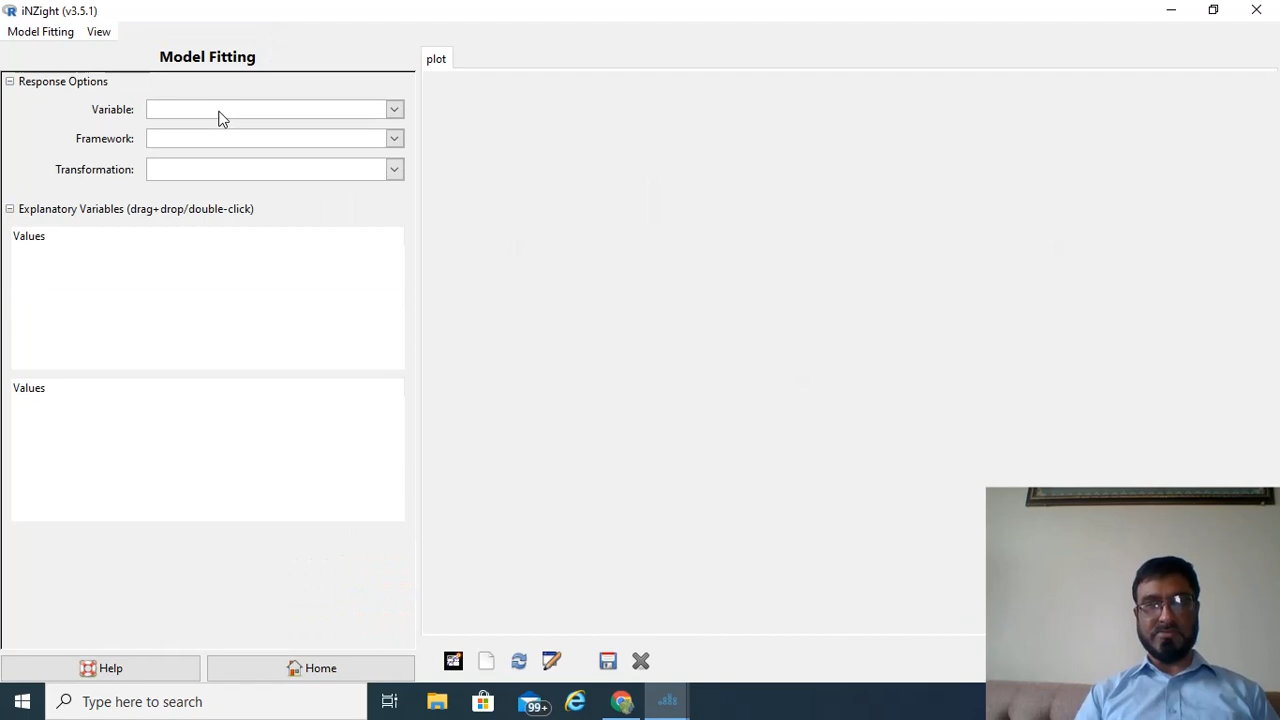 iNZight (v3.5.1)
Model Fitting View
Model Fitting
plot
Response Options
Variable:
Framework:
Transformation:
Explanatory Variables (drag+drop/double-click)
Values
Values
Help
Home
Type here to search
99+